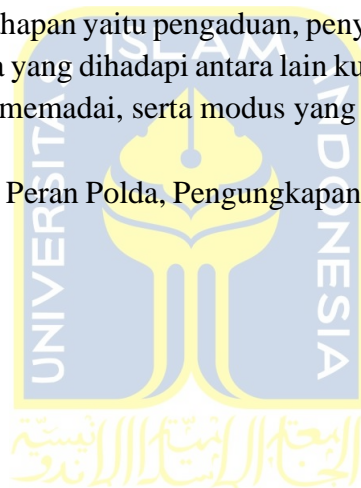 hapan yaitu pengaduan, peny
a yang dihadapi antara lain ku
memadai, serta modus yang
Peran Polda, Pengungkapan
UNIVERSITAS
ISLAM
INDONESIA